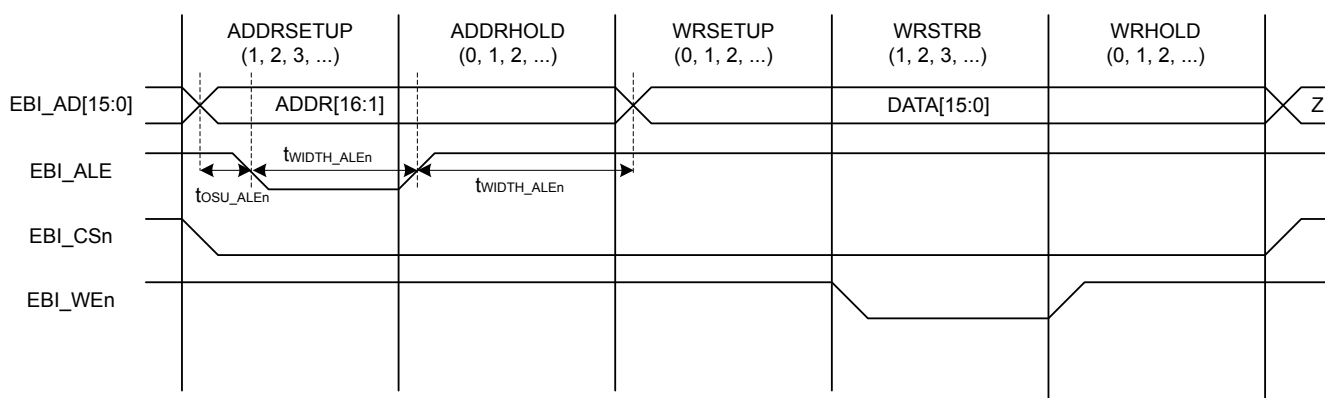 ADDRSETUP
(1, 2, 3, ...)
ADDRHOLD
(0, 1, 2, ...)
WRSETUP
(0, 1, 2, ...)
WRSTRB
(1, 2, 3, ...)
WRHOLD
(0, 1, 2, ...)
EBI_AD[15:0]
ADDR[16:1]
DATA[15:0]
Z
EBI_ALE
tWIDTH_ALEn
tWIDTH_ALEn
tOSU_ALEn
EBI_CSn
EBI_WEn